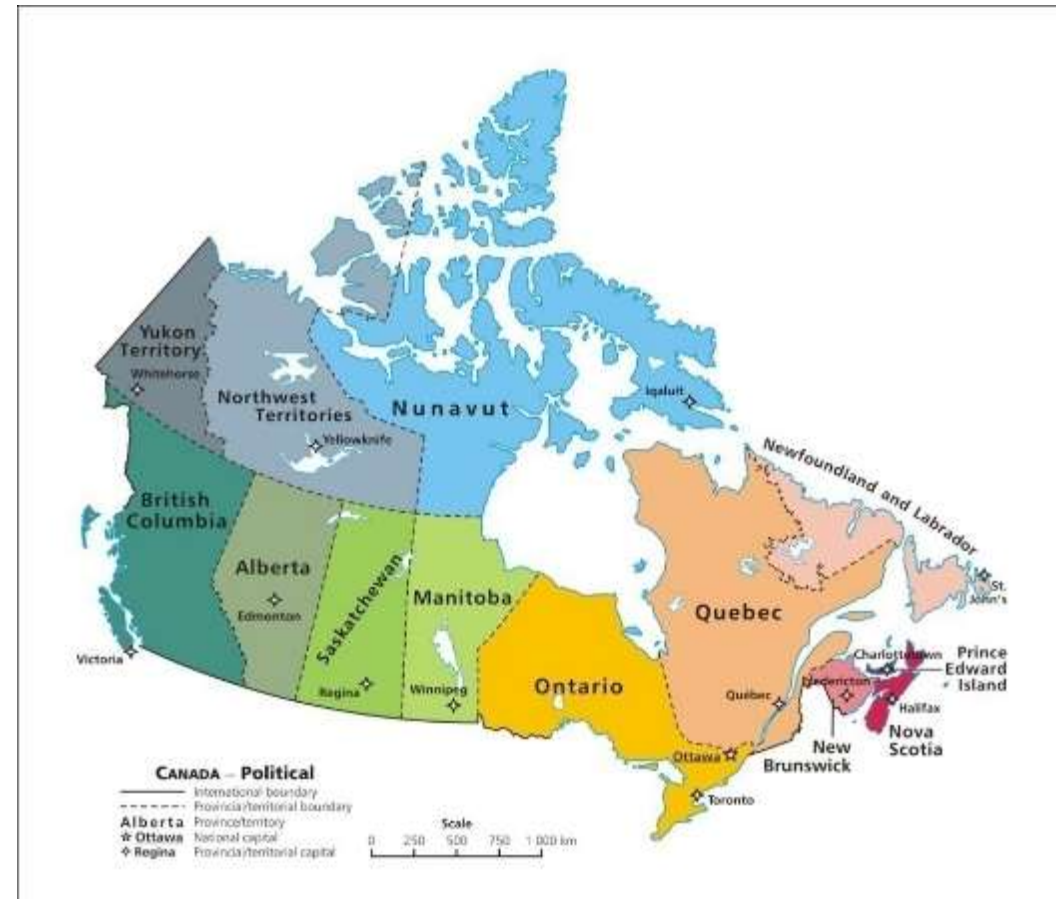 Yukon
Territory
Whitehorse
Northwest
Territories
Yellowknife
Nunavut
Iqaluit
Newfoundland and Labrador
British
Columbia
Alberta
Edmonton
Saskatchewan
Manitoba
Quebec
St.
John's
Victoria
Regina
Winnipeg
Ontario
Québec
Charlottetown
Prince
Edward
Island
Fredericton
Halifax
Nova
Scotia
New
Brunswick
Ottawa
Toronto
CANADA – Political
International boundary
Provincial/territorial boundary
Alberta Province/territory
Ottawa National capital
Regina Provincial/territorial capital
Scale
0 250 500 1 000 km